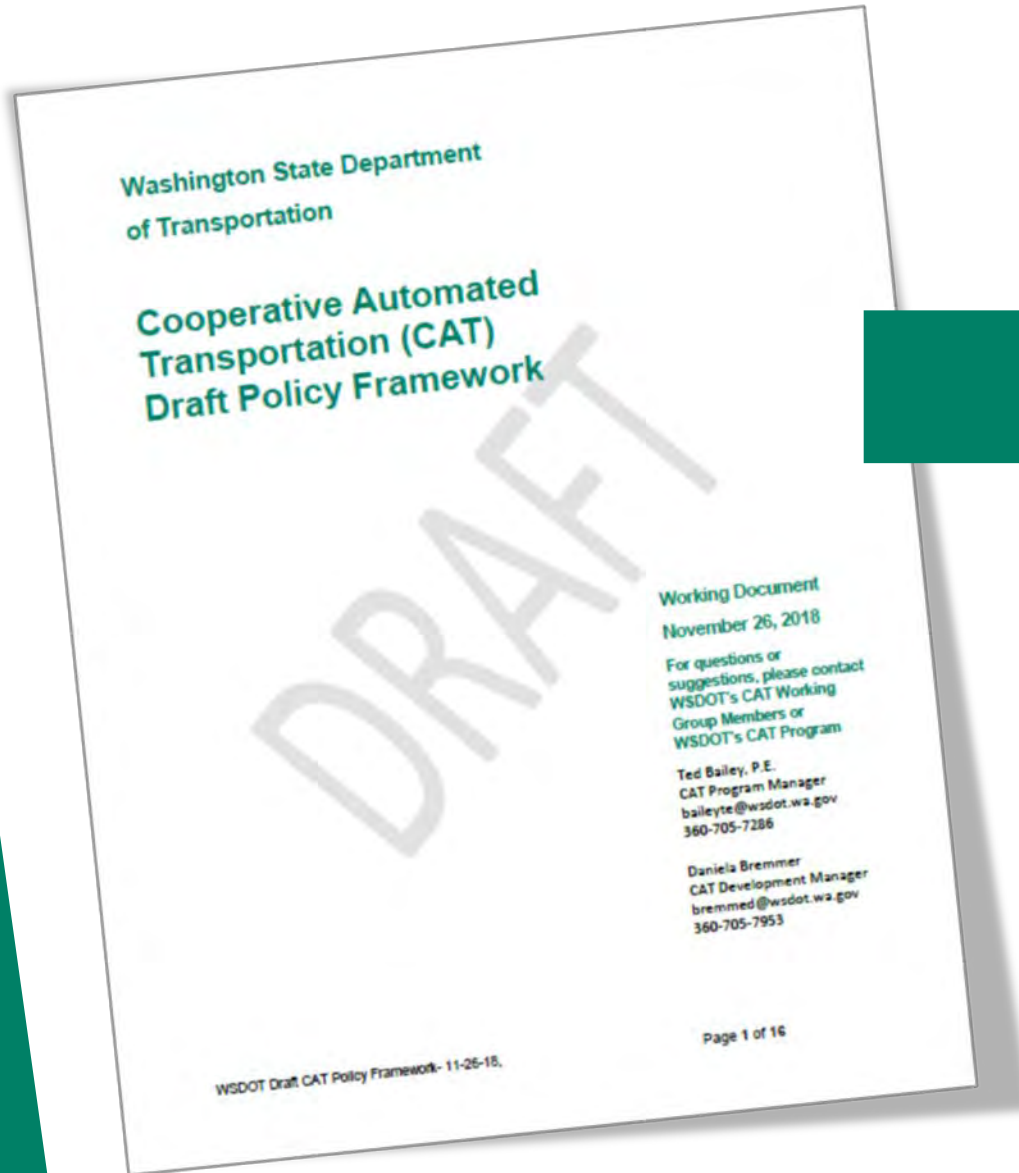 Washington State Department
of Transportation
Cooperative Automated
Transportation (CAT)
Draft Policy Framework
DRAFT
Working Document
November 26, 2018
For questions or
suggestions, please contact
WSDOT's CAT Working
Group Members or
WSDOT's CAT Program
Ted Bailey, P.E.
CAT Program Manager
baileyte@wsdot.wa.gov
360-705-7286
Daniela Bremmer
CAT Development Manager
bremmed@wsdot.wa.gov
360-705-7953
WSDOT Draft CAT Policy Framework- 11-26-18,
Page 1 of 16